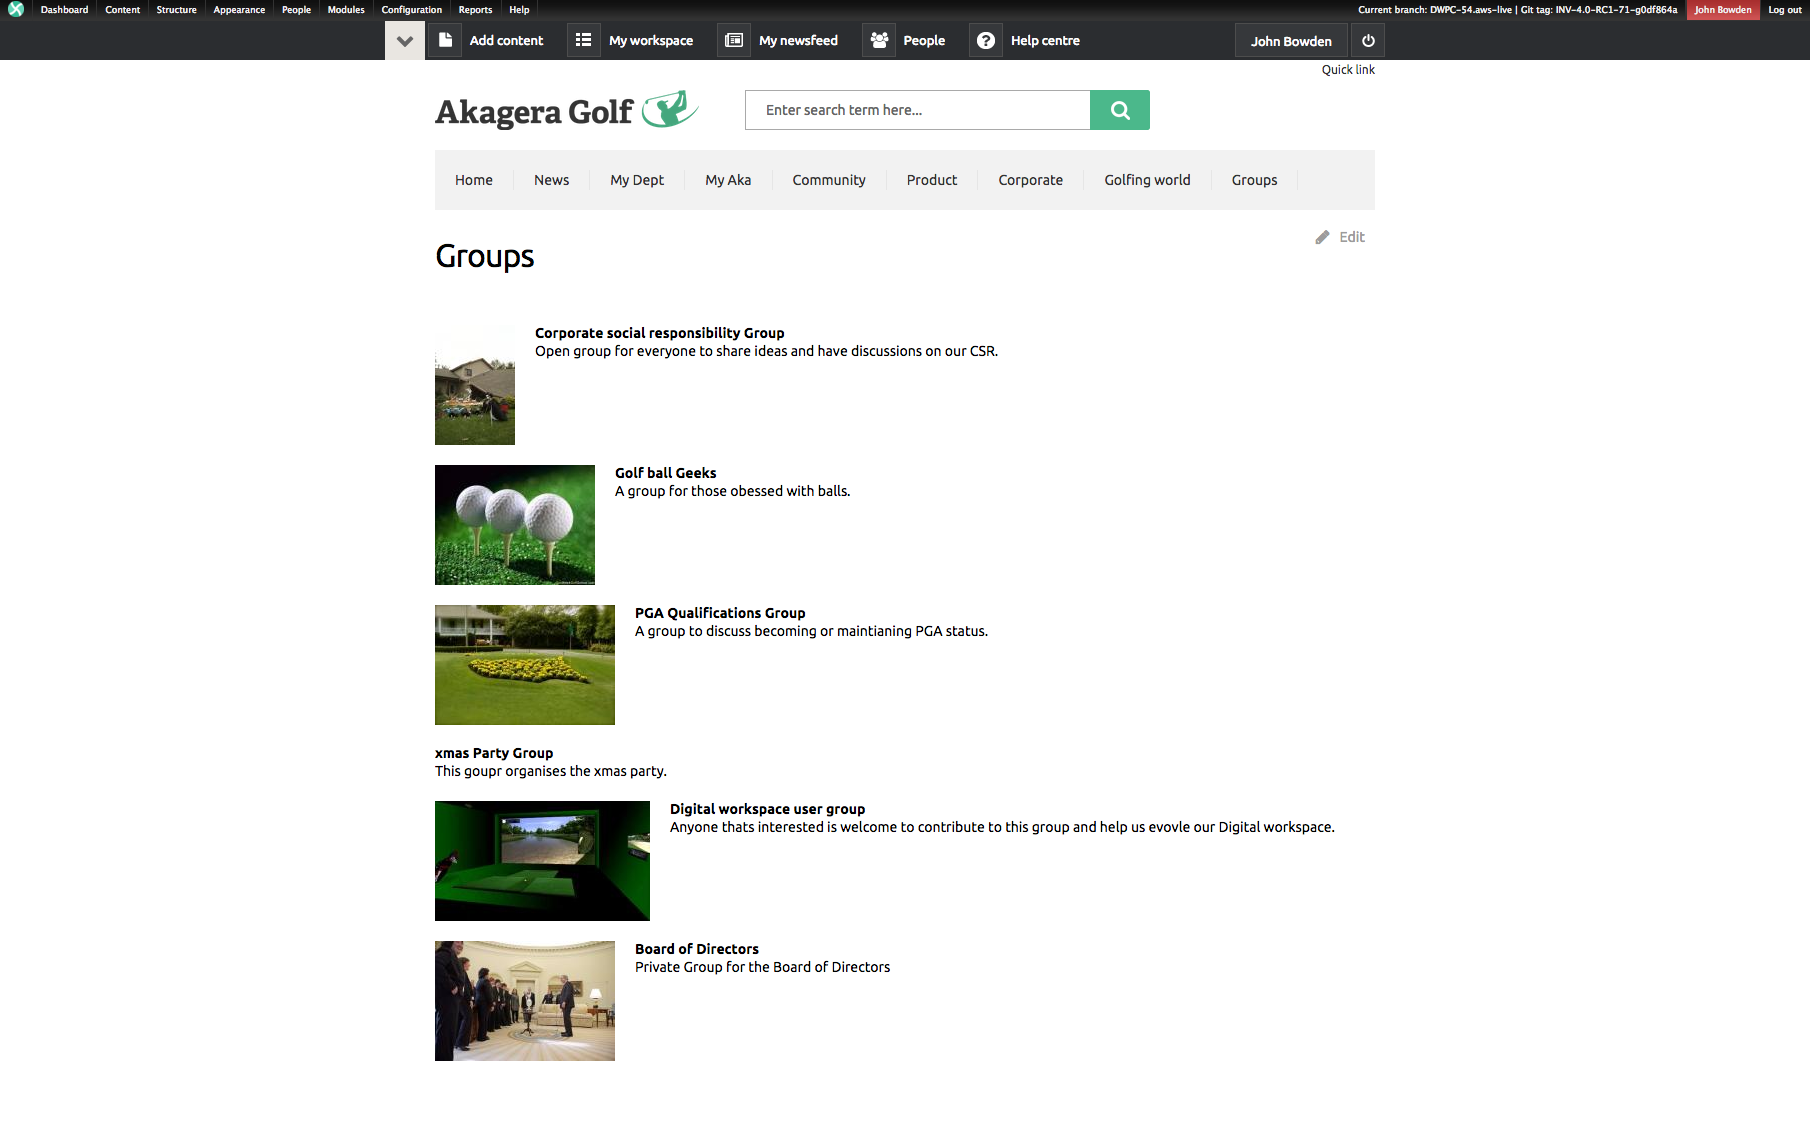 Dashboard Content Structure Appearance People Modules Configuration Reports Help Current branch: DWPC-54.aws-live | Git tag: INV-4.0-RC1-71-g0df864a John Bowden Log out
Add content My workspace My newsfeed People Help centre John Bowden
Quick link
Akagera Golf Enter search term here...
Home News My Dept My Aka Community Product Corporate Golfing world Groups
Edit
Groups
Corporate social responsibility Group
Open group for everyone to share ideas and have discussions on our CSR.
Golf ball Geeks
A group for those obessed with balls.
PGA Qualifications Group
A group to discuss becoming or maintianing PGA status.
xmas Party Group
This goupr organises the xmas party.
Digital workspace user group
Anyone thats interested is welcome to contribute to this group and help us evovle our Digital workspace.
Board of Directors
Private Group for the Board of Directors